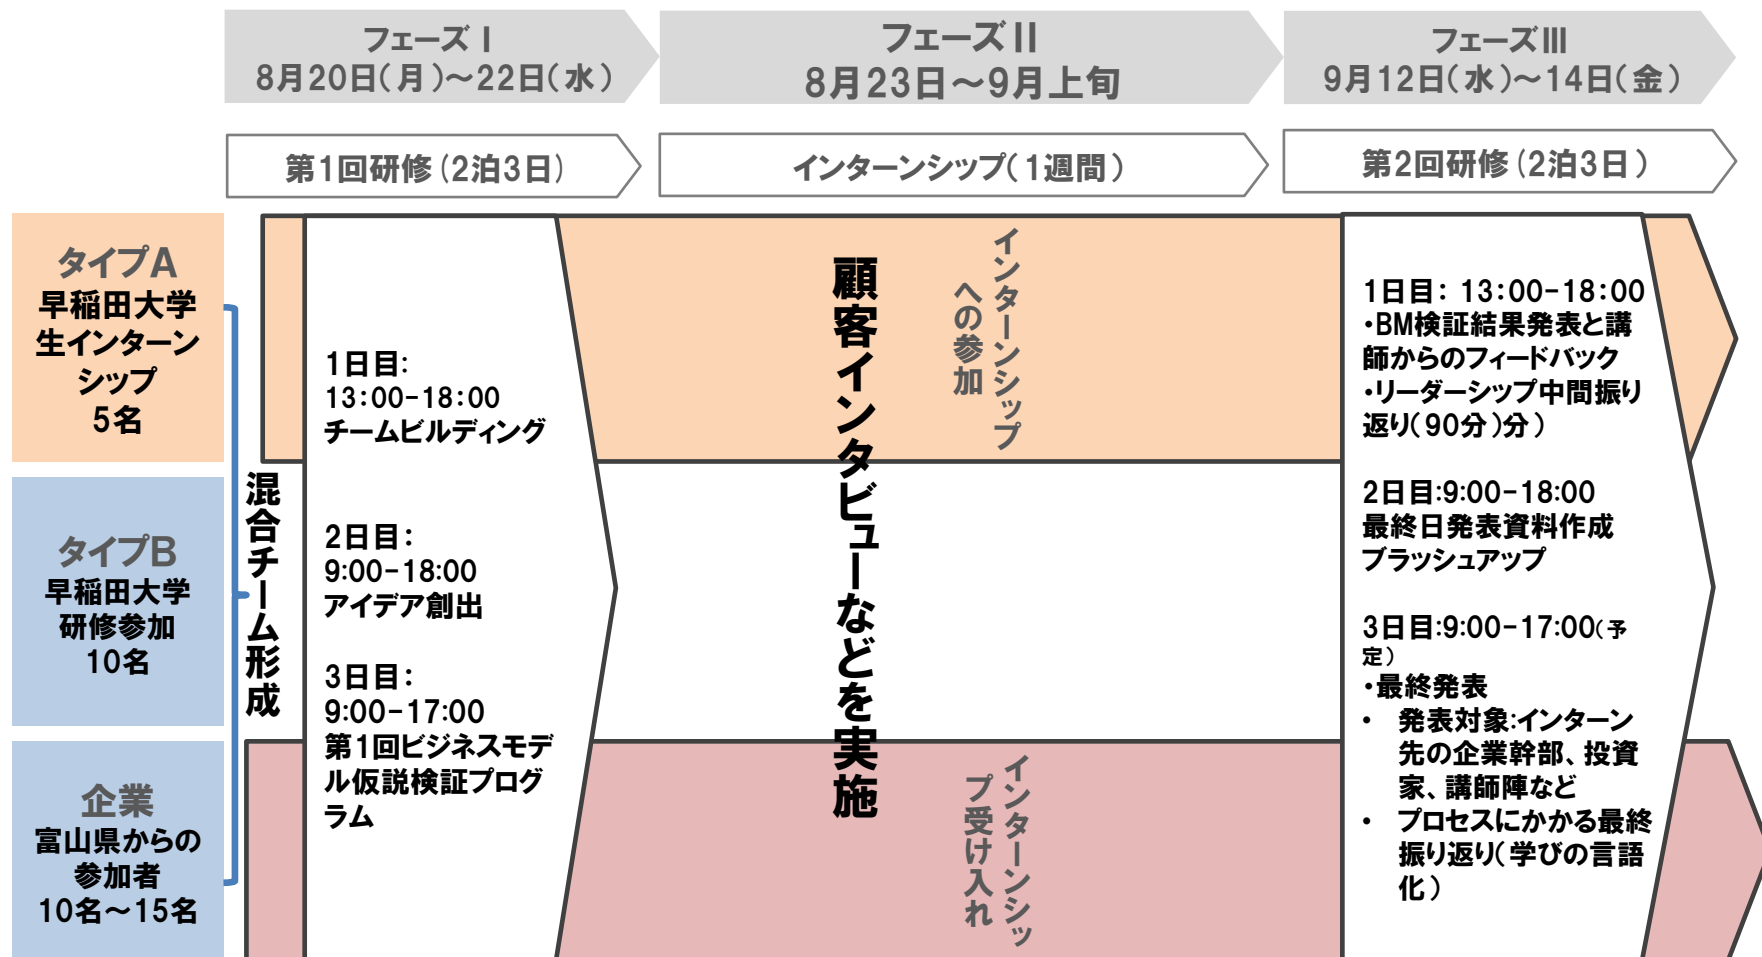 フェーズⅠ
8月20日(月)～22日(水)
フェーズⅡ
8月23日～9月上旬
フェーズⅢ
9月12日(水)～14日(金)
第1回研修(2泊3日)
インターンシップ(1週間)
第2回研修(2泊3日)
タイプA
早稲田大学
生インターン
シップ
5名
タイプB
早稲田大学
研修参加
10名
企業
富山県からの
参加者
10名～15名
混合チーム形成
1日目:
13:00-18:00
チームビルディング
2日目:
9:00-18:00
アイデア創出
3日目:
9:00-17:00
第1回ビジネスモデ
ル仮説検証プログ
ラム
顧客インタビューなどを実施
インターンシップ
への参加
インターンシッ
プ受け入れ
1日目: 13:00-18:00
・BM検証結果発表と講
師からのフィードバック
・リーダーシップ中間振り
返り(90分)分)
2日目:9:00-18:00
最終日発表資料作成
ブラッシュアップ
3日目:9:00-17:00(予
定)
・最終発表
• 発表対象:インターン
先の企業幹部、投資
家、講師陣など
• プロセスにかかる最終
振り返り(学びの言語
化)